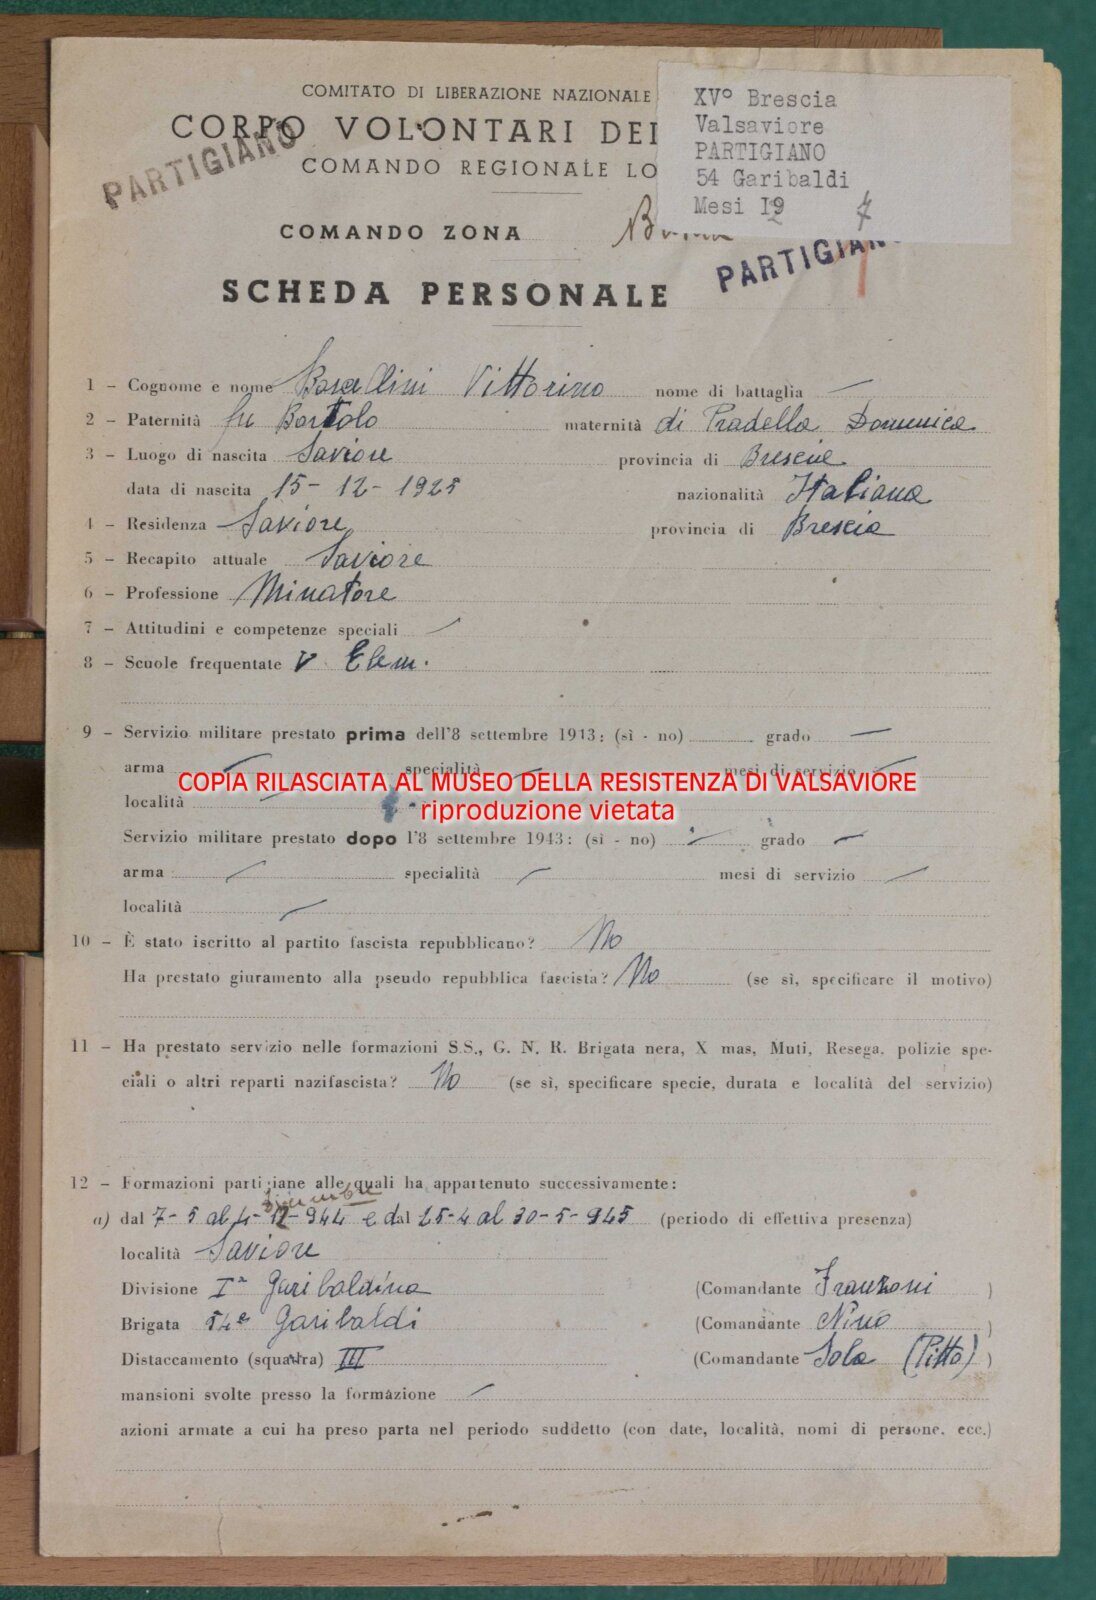 COMITATO DI LIBERAZIONE NAZIONALE
CORPO VOLONTARI DEI
COMANDO REGIONALE LO
PARTIGIANO
XV° Brescia
Valsaviore
PARTIGIANO
54 Garibaldi
Mesi 7
COMANDO ZONA
PARTIGIANO
SCHEDA PERSONALE
1 - Cognome e nome Vittorino nome di battaglia —
2 - Paternità fu Bortolo maternità di Pradella Domenica
3 - Luogo di nascita Saviore provincia di Brescia
data di nascita 15-12-1925 nazionalità Italiana
4 - Residenza Saviore provincia di Brescia
5 - Recapito attuale Saviore
6 - Professione Minatore
7 - Attitudini e competenze speciali —
8 - Scuole frequentate V Elem.
9 - Servizio militare prestato prima dell'8 settembre 1943: (sì - no) grado —
arma — specialità — mesi di servizio —
COPIA RILASCIATA AL MUSEO DELLA RESISTENZA DI VALSAVIORE
località —
riproduzione vietata
Servizio militare prestato dopo l'8 settembre 1943: (sì - no) — grado —
arma — specialità — mesi di servizio —
località —
10 - È stato iscritto al partito fascista repubblicano? No
Ha prestato giuramento alla pseudo repubblica fascista? No (se sì, specificare il motivo)
11 - Ha prestato servizio nelle formazioni S.S., G. N. R. Brigata nera, X mas, Muti, Resega, polizie spe-
ciali o altri reparti nazifascista? No (se sì, specificare specie, durata e località del servizio)
12 - Formazioni partigiane alle quali ha appartenuto successivamente:
a) dal 7-5 al 4-12-944 e dal 25-4 al 30-5-945 (periodo di effettiva presenza)
località Saviore
Divisione Iª Garibaldina (Comandante Franzoni )
Brigata 54ª Garibaldi (Comandante Nino )
Distaccamento (squadra) III (Comandante Sola (Pitto) )
mansioni svolte presso la formazione —
azioni armate a cui ha preso parta nel periodo suddetto (con date, località, nomi di persone, ecc.)